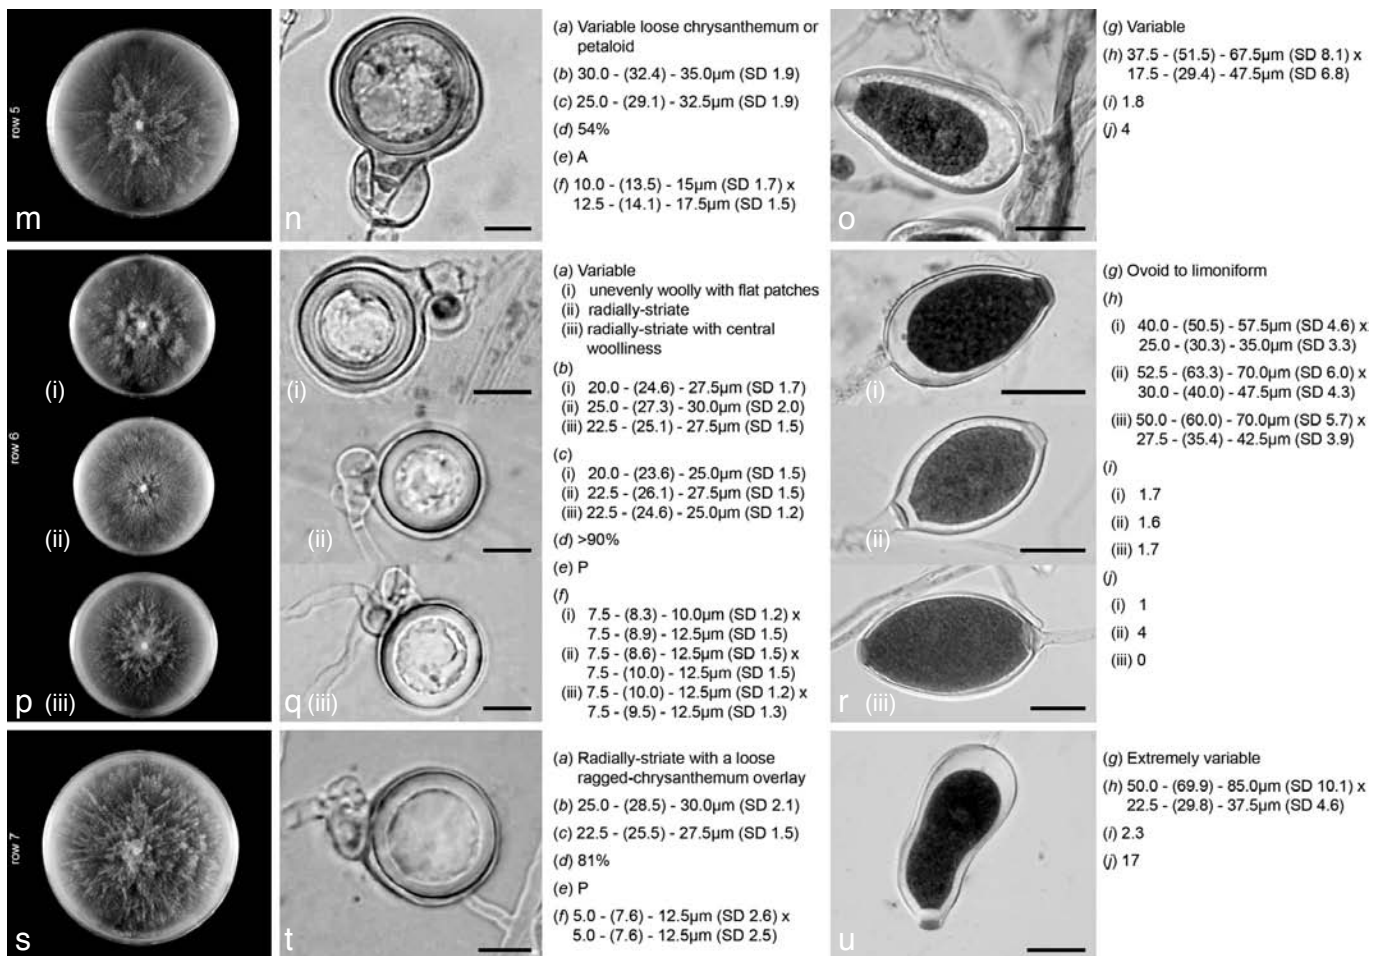 row 5
m
n
(a) Variable loose chrysanthemum or
petaloid
(b) 30.0 - (32.4) - 35.0µm (SD 1.9)
(c) 25.0 - (29.1) - 32.5µm (SD 1.9)
(d) 54%
(e) A
(f) 10.0 - (13.5) - 15µm (SD 1.7) x
12.5 - (14.1) - 17.5µm (SD 1.5)
o
(g) Variable
(h) 37.5 - (51.5) - 67.5µm (SD 8.1) x
17.5 - (29.4) - 47.5µm (SD 6.8)
(i) 1.8
(j) 4
row 6
(i)
(ii)
p (iii)
(i)
(ii)
q (iii)
(a) Variable
(i) unevenly woolly with flat patches
(ii) radially-striate
(iii) radially-striate with central
woolliness
(b)
(i) 20.0 - (24.6) - 27.5µm (SD 1.7)
(ii) 25.0 - (27.3) - 30.0µm (SD 2.0)
(iii) 22.5 - (25.1) - 27.5µm (SD 1.5)
(c)
(i) 20.0 - (23.6) - 25.0µm (SD 1.5)
(ii) 22.5 - (26.1) - 27.5µm (SD 1.5)
(iii) 22.5 - (24.6) - 25.0µm (SD 1.2)
(d) >90%
(e) P
(f)
(i) 7.5 - (8.3) - 10.0µm (SD 1.2) x
7.5 - (8.9) - 12.5µm (SD 1.5)
(ii) 7.5 - (8.6) - 12.5µm (SD 1.5) x
7.5 - (10.0) - 12.5µm (SD 1.5)
(iii) 7.5 - (10.0) - 12.5µm (SD 1.2) x
7.5 - (9.5) - 12.5µm (SD 1.3)
(i)
(ii)
r (iii)
(g) Ovoid to limoniform
(h)
(i) 40.0 - (50.5) - 57.5µm (SD 4.6) x
25.0 - (30.3) - 35.0µm (SD 3.3)
(ii) 52.5 - (63.3) - 70.0µm (SD 6.0) x
30.0 - (40.0) - 47.5µm (SD 4.3)
(iii) 50.0 - (60.0) - 70.0µm (SD 5.7) x
27.5 - (35.4) - 42.5µm (SD 3.9)
(i)
(i) 1.7
(ii) 1.6
(iii) 1.7
(j)
(i) 1
(ii) 4
(iii) 0
row 7
s
t
(a) Radially-striate with a loose
ragged-chrysanthemum overlay
(b) 25.0 - (28.5) - 30.0µm (SD 2.1)
(c) 22.5 - (25.5) - 27.5µm (SD 1.5)
(d) 81%
(e) P
(f) 5.0 - (7.6) - 12.5µm (SD 2.6) x
5.0 - (7.6) - 12.5µm (SD 2.5)
u
(g) Extremely variable
(h) 50.0 - (69.9) - 85.0µm (SD 10.1) x
22.5 - (29.8) - 37.5µm (SD 4.6)
(i) 2.3
(j) 17